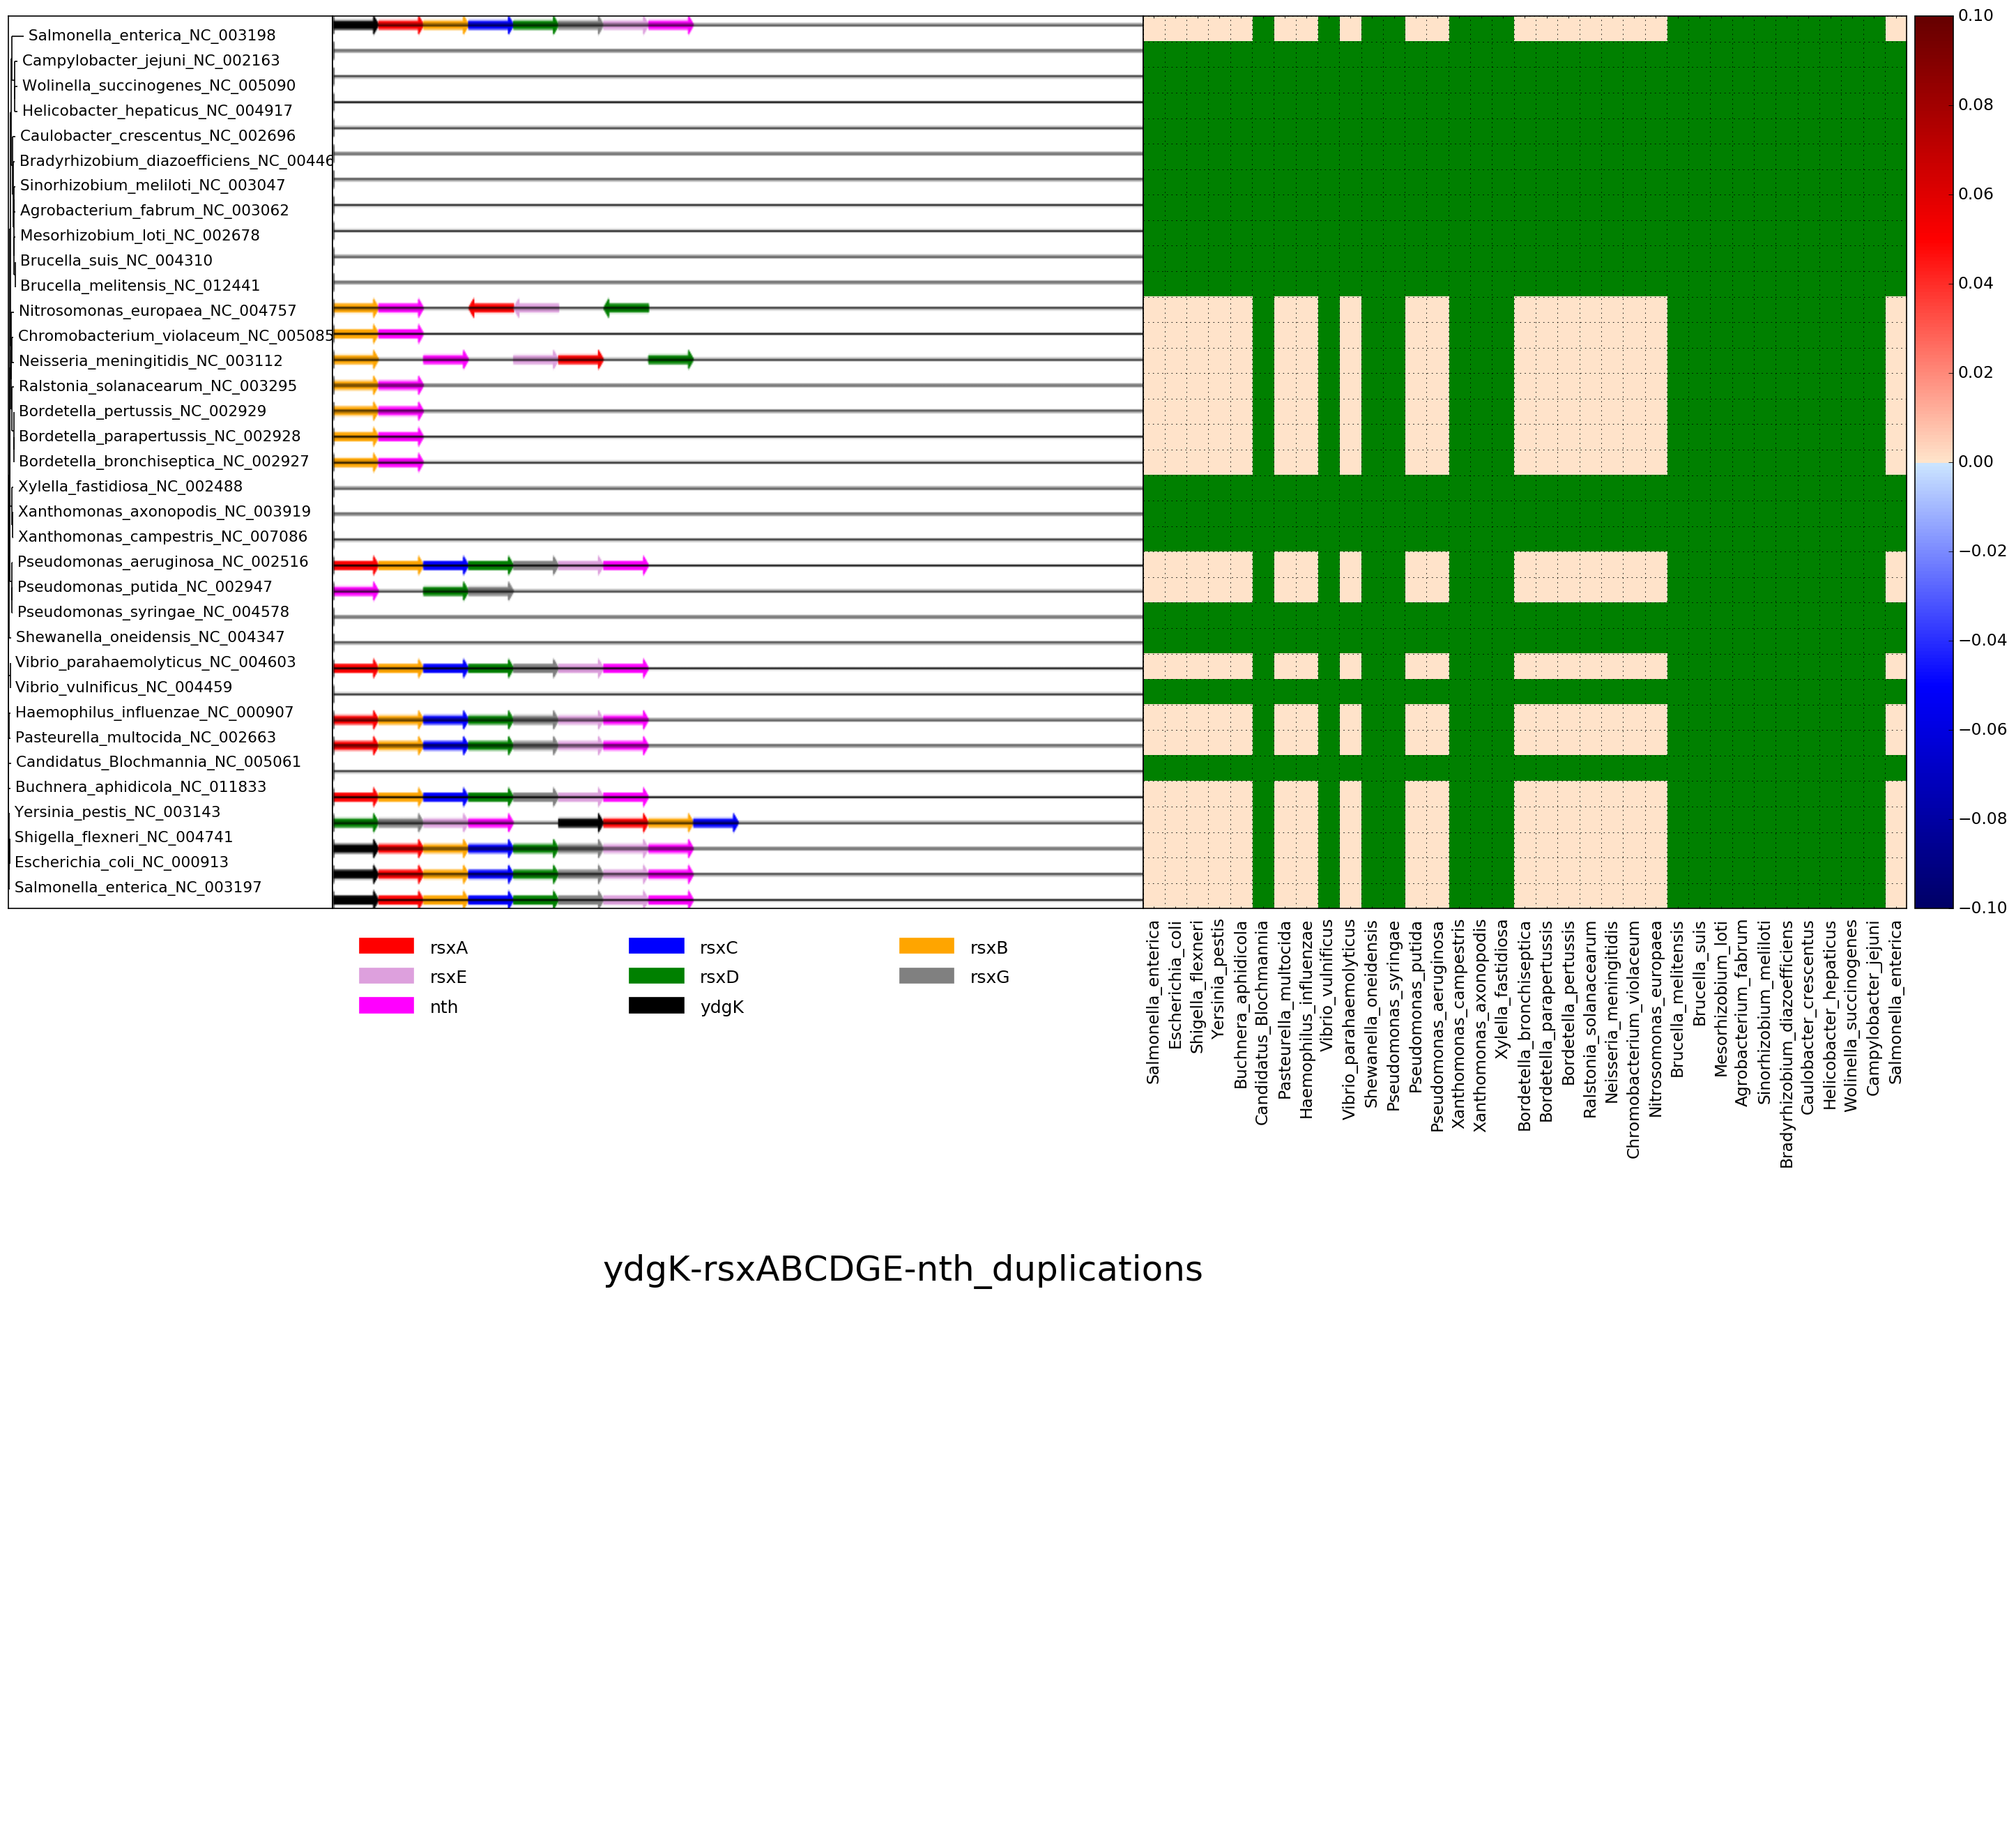 Salmonella_enterica_NC_003198
Campylobacter_jejuni_NC_002163
Wolinella_succinogenes_NC_005090
Helicobacter_hepaticus_NC_004917
Caulobacter_crescentus_NC_002696
Bradyrhizobium_diazoefficiens_NC_00446
Sinorhizobium_meliloti_NC_003047
Agrobacterium_fabrum_NC_003062
Mesorhizobium_loti_NC_002678
Brucella_suis_NC_004310
Brucella_melitensis_NC_012441
Nitrosomonas_europaea_NC_004757
Chromobacterium_violaceum_NC_005085
Neisseria_meningitidis_NC_003112
Ralstonia_solanacearum_NC_003295
Bordetella_pertussis_NC_002929
Bordetella_parapertussis_NC_002928
Bordetella_bronchiseptica_NC_002927
Xylella_fastidiosa_NC_002488
Xanthomonas_axonopodis_NC_003919
Xanthomonas_campestris_NC_007086
Pseudomonas_aeruginosa_NC_002516
Pseudomonas_putida_NC_002947
Pseudomonas_syringae_NC_004578
Shewanella_oneidensis_NC_004347
Vibrio_parahaemolyticus_NC_004603
Vibrio_vulnificus_NC_004459
Haemophilus_influenzae_NC_000907
Pasteurella_multocida_NC_002663
Candidatus_Blochmannia_NC_005061
Buchnera_aphidicola_NC_011833
Yersinia_pestis_NC_003143
Shigella_flexneri_NC_004741
Escherichia_coli_NC_000913
Salmonella_enterica_NC_003197
0.10
0.08
0.06
0.04
0.02
0.00
−0.02
−0.04
−0.06
−0.08
−0.10
Salmonella_enterica
Escherichia_coli
Shigella_flexneri
Yersinia_pestis
Buchnera_aphidicola
Candidatus_Blochmannia
Pasteurella_multocida
Haemophilus_influenzae
Vibrio_vulnificus
Vibrio_parahaemolyticus
Shewanella_oneidensis
Pseudomonas_syringae
Pseudomonas_putida
Pseudomonas_aeruginosa
Xanthomonas_campestris
Xanthomonas_axonopodis
Xylella_fastidiosa
Bordetella_bronchiseptica
Bordetella_parapertussis
Bordetella_pertussis
Ralstonia_solanacearum
Neisseria_meningitidis
Chromobacterium_violaceum
Nitrosomonas_europaea
Brucella_melitensis
Brucella_suis
Mesorhizobium_loti
Agrobacterium_fabrum
Sinorhizobium_meliloti
Bradyrhizobium_diazoefficiens
Caulobacter_crescentus
Helicobacter_hepaticus
Wolinella_succinogenes
Campylobacter_jejuni
Salmonella_enterica
rsxA rsxC rsxB
rsxE rsxD rsxG
nth ydgK
ydgK-rsxABCDGE-nth_duplications